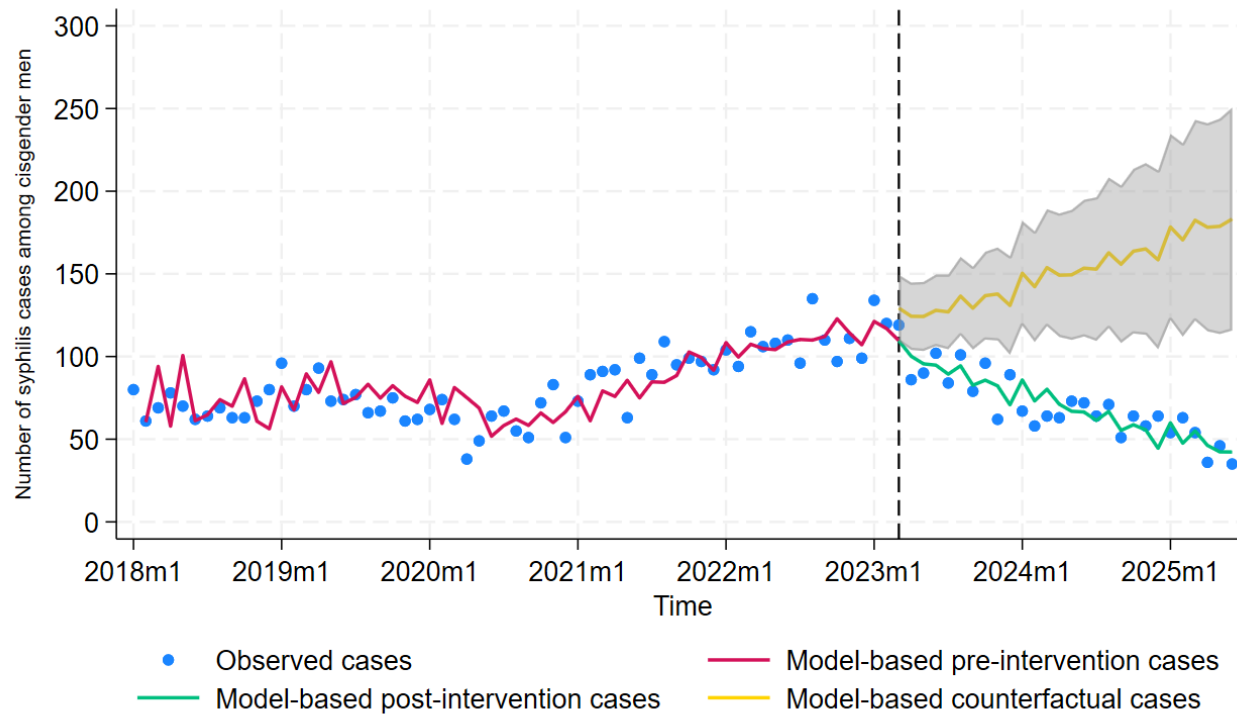 Number of syphilis cases among cisgender men
300
250
200
150
100
50
0
2018m1 2019m1 2020m1 2021m1 2022m1 2023m1 2024m1 2025m1
Time
Observed cases Model-based pre-intervention cases
Model-based post-intervention cases Model-based counterfactual cases